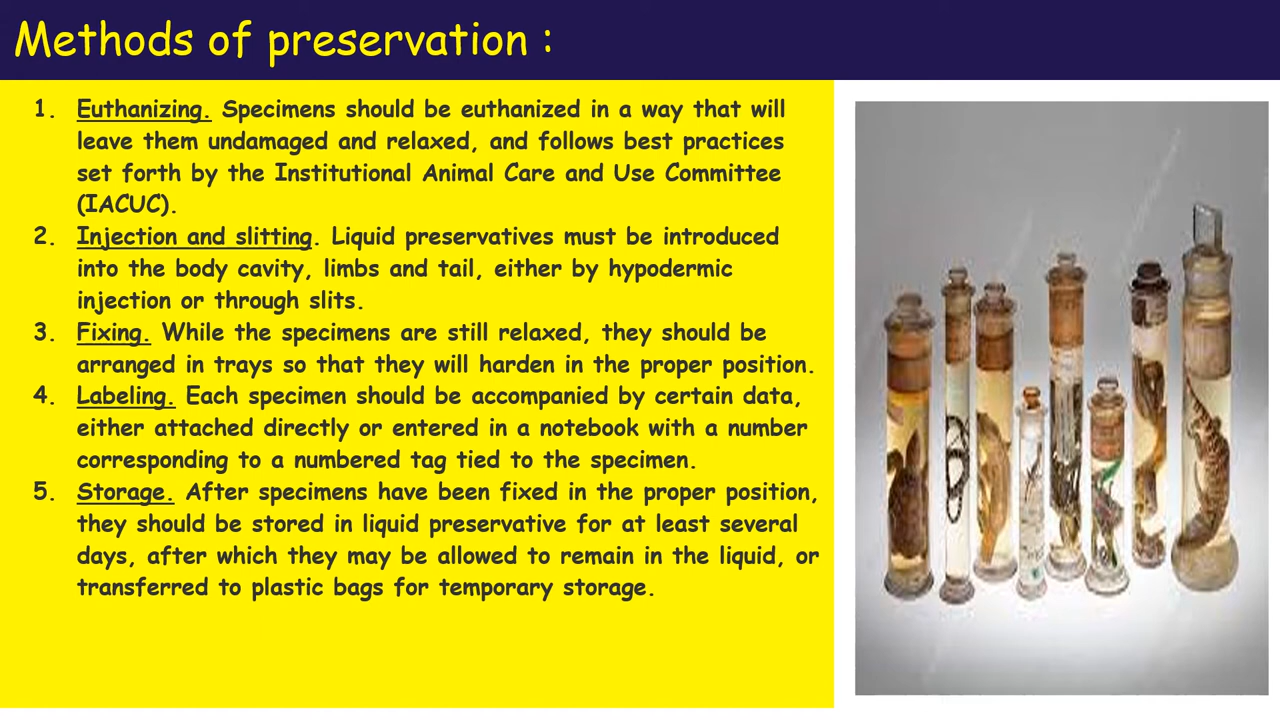 Methods of preservation :
1. Euthanizing. Specimens should be euthanized in a way that will
leave them undamaged and relaxed, and follows best practices
set forth by the Institutional Animal Care and Use Committee
(IACUC).
2. Injection and slitting. Liquid preservatives must be introduced
into the body cavity, limbs and tail, either by hypodermic
injection or through slits.
3. Fixing. While the specimens are still relaxed, they should be
arranged in trays so that they will harden in the proper position.
4. Labeling. Each specimen should be accompanied by certain data,
either attached directly or entered in a notebook with a number
corresponding to a numbered tag tied to the specimen.
5. Storage. After specimens have been fixed in the proper position,
they should be stored in liquid preservative for at least several
days, after which they may be allowed to remain in the liquid, or
transferred to plastic bags for temporary storage.